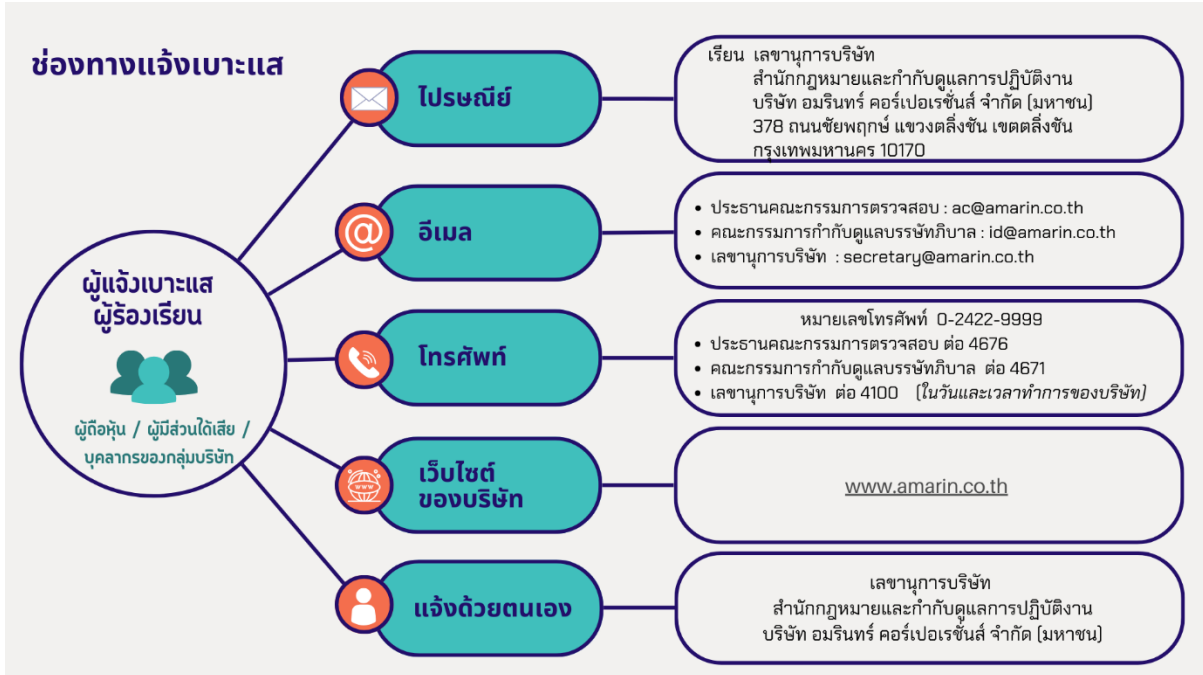 ช่องทางแจ้งเบาะแส
ผู้แจ้งเบาะแส
ผู้ร้องเรียน
ผู้ถือหุ้น / ผู้มีส่วนได้เสีย /
บุคลากรของกลุ่มบริษัท
ไปรษณีย์
เรียน เลขานุการบริษัท
สำนักกฎหมายและกำกับดูแลการปฏิบัติงาน
บริษัท อมรินทร์ คอร์เปอเรชั่นส์ จำกัด (มหาชน)
378 ถนนชัยพฤกษ์ แขวงตลิ่งชัน เขตตลิ่งชัน
กรุงเทพมหานคร 10170
อีเมล
• ประธานคณะกรรมการตรวจสอบ : ac@amarin.co.th
• คณะกรรมการกำกับดูแลบรรษัทภิบาล : id@amarin.co.th
• เลขานุการบริษัท : secretary@amarin.co.th
โทรศัพท์
หมายเลขโทรศัพท์ 0-2422-9999
• ประธานคณะกรรมการตรวจสอบ ต่อ 4676
• คณะกรรมการกำกับดูแลบรรษัทภิบาล ต่อ 4671
• เลขานุการบริษัท ต่อ 4100 (ในวันและเวลาทำการของบริษัท)
www
เว็บไซต์
ของบริษัท
www.amarin.co.th
แจ้งด้วยตนเอง
เลขานุการบริษัท
สำนักกฎหมายและกำกับดูแลการปฏิบัติงาน
บริษัท อมรินทร์ คอร์เปอเรชั่นส์ จำกัด (มหาชน)